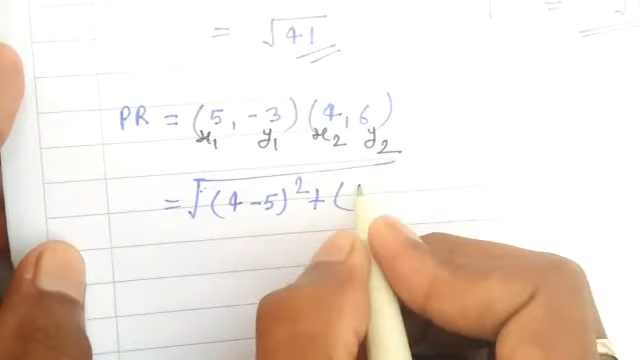 = √41
=
PR = (5, -3) (4, 6)
x₁ y₁ x₂ y₂
= √(4-5)² + (